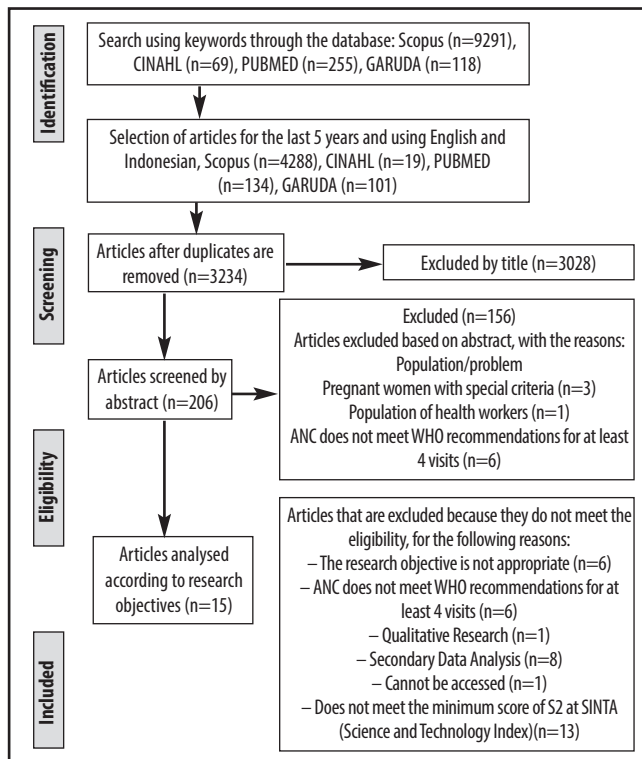 Identification
Search using keywords through the database: Scopus (n=9291),
CINAHL (n=69), PUBMED (n=255), GARUDA (n=118)
Selection of articles for the last 5 years and using English and
Indonesian, Scopus (n=4288), CINAHL (n=19), PUBMED
(n=134), GARUDA (n=101)
Screening
Articles after duplicates are
removed (n=3234)
Excluded by title (n=3028)
Articles screened by
abstract (n=206)
Excluded (n=156)
Articles excluded based on abstract, with the reasons:
Population/problem
Pregnant women with special criteria (n=3)
Population of health workers (n=1)
ANC does not meet WHO recommendations for at least
4 visits (n=6)
Eligibility
Articles analysed
according to research
objectives (n=15)
Articles that are excluded because they do not meet the
eligibility, for the following reasons:
– The research objective is not appropriate (n=6)
– ANC does not meet WHO recommendations for at
least 4 visits (n=6)
– Qualitative Research (n=1)
– Secondary Data Analysis (n=8)
– Cannot be accessed (n=1)
– Does not meet the minimum score of S2 at SINTA
(Science and Technology Index)(n=13)
Included